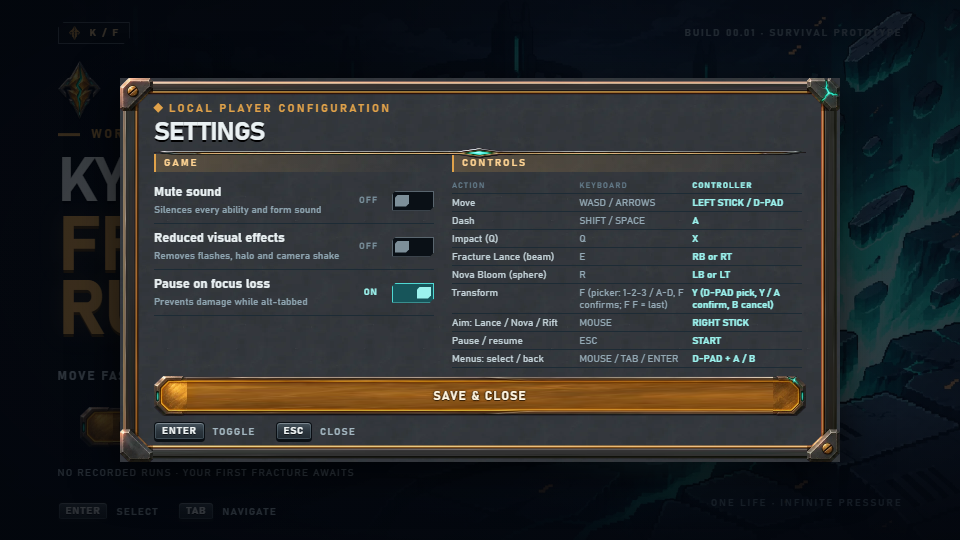 K / F
BUILD 00.01 · SURVIVAL PROTOTYPE
LOCAL PLAYER CONFIGURATION
SETTINGS
GAME
Mute sound
Silences every ability and form sound
OFF
Reduced visual effects
Removes flashes, halo and camera shake
OFF
Pause on focus loss
Prevents damage while alt-tabbed
ON
CONTROLS
ACTION KEYBOARD CONTROLLER
Move WASD / ARROWS LEFT STICK / D-PAD
Dash SHIFT / SPACE A
Impact (Q) Q X
Fracture Lance (beam) E RB or RT
Nova Bloom (sphere) R LB or LT
Transform F (picker: 1-2-3 / A-D, F Y (D-PAD pick, Y / A
confirms; F F = last) confirm, B cancel)
Aim: Lance / Nova / Rift MOUSE RIGHT STICK
Pause / resume ESC START
Menus: select / back MOUSE / TAB / ENTER D-PAD + A / B
SAVE & CLOSE
ENTER TOGGLE ESC CLOSE
WOR
KY
FR
RU
MOVE FAS
NO RECORDED RUNS · YOUR FIRST FRACTURE AWAITS
ENTER SELECT TAB NAVIGATE
ONE LIFE · INFINITE PRESSURE